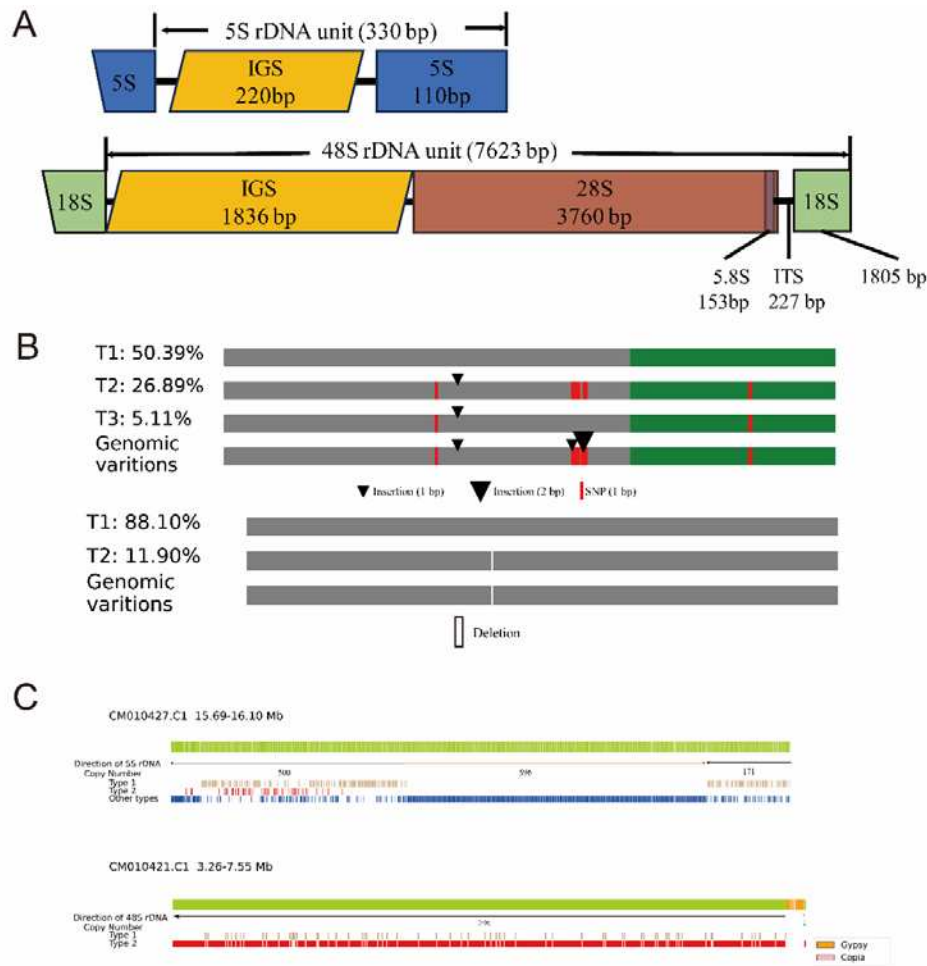 A
5S rDNA unit (330 bp)
5S
IGS
220bp
5S
110bp
48S rDNA unit (7623 bp)
18S
IGS
1836 bp
28S
3760 bp
18S
5.8S
153bp
ITS
227 bp
1805 bp
B
T1: 50.39%
T2: 26.89%
T3: 5.11%
Genomic
varitions
Insertion (1 bp)
Insertion (2 bp)
SNP (1 bp)
T1: 88.10%
T2: 11.90%
Genomic
varitions
Deletion
C
CM010427.C1 15.69-16.10 Mb
Direction of 5S rDNA
Copy Number
500
596
171
Type 1
Type 2
Other types
CM010421.C1 3.26-7.55 Mb
Direction of 48S rDNA
Copy Number
Type 1
Type 2
Gypsy
Copia